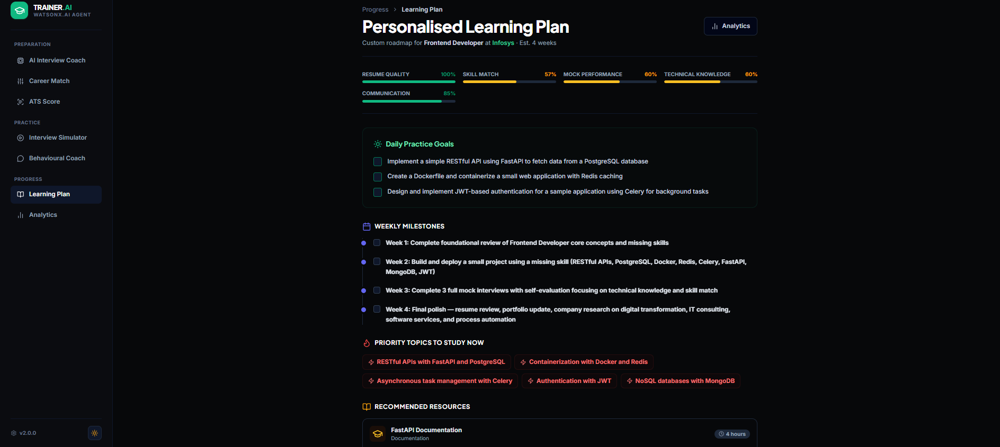 TRAINER.AI
WATSONX.AI AGENT
PREPARATION
AI Interview Coach
Career Match
ATS Score
PRACTICE
Interview Simulator
Behavioural Coach
PROGRESS
Learning Plan
Analytics
v2.0.0
Progress > Learning Plan
Personalised Learning Plan
Analytics
Custom roadmap for Frontend Developer at Infosys · Est. 4 weeks
RESUME QUALITY 100%
SKILL MATCH 57%
MOCK PERFORMANCE 60%
TECHNICAL KNOWLEDGE 60%
COMMUNICATION 85%
Daily Practice Goals
Implement a simple RESTful API using FastAPI to fetch data from a PostgreSQL database
Create a Dockerfile and containerize a small web application with Redis caching
Design and implement JWT-based authentication for a sample application using Celery for background tasks
WEEKLY MILESTONES
Week 1: Complete foundational review of Frontend Developer core concepts and missing skills
Week 2: Build and deploy a small project using a missing skill (RESTful APIs, PostgreSQL, Docker, Redis, Celery, FastAPI,
MongoDB, JWT)
Week 3: Complete 3 full mock interviews with self-evaluation focusing on technical knowledge and skill match
Week 4: Final polish — resume review, portfolio update, company research on digital transformation, IT consulting,
software services, and process automation
PRIORITY TOPICS TO STUDY NOW
RESTful APIs with FastAPI and PostgreSQL
Containerization with Docker and Redis
Asynchronous task management with Celery
Authentication with JWT
NoSQL databases with MongoDB
RECOMMENDED RESOURCES
FastAPI Documentation
Documentation
4 hours